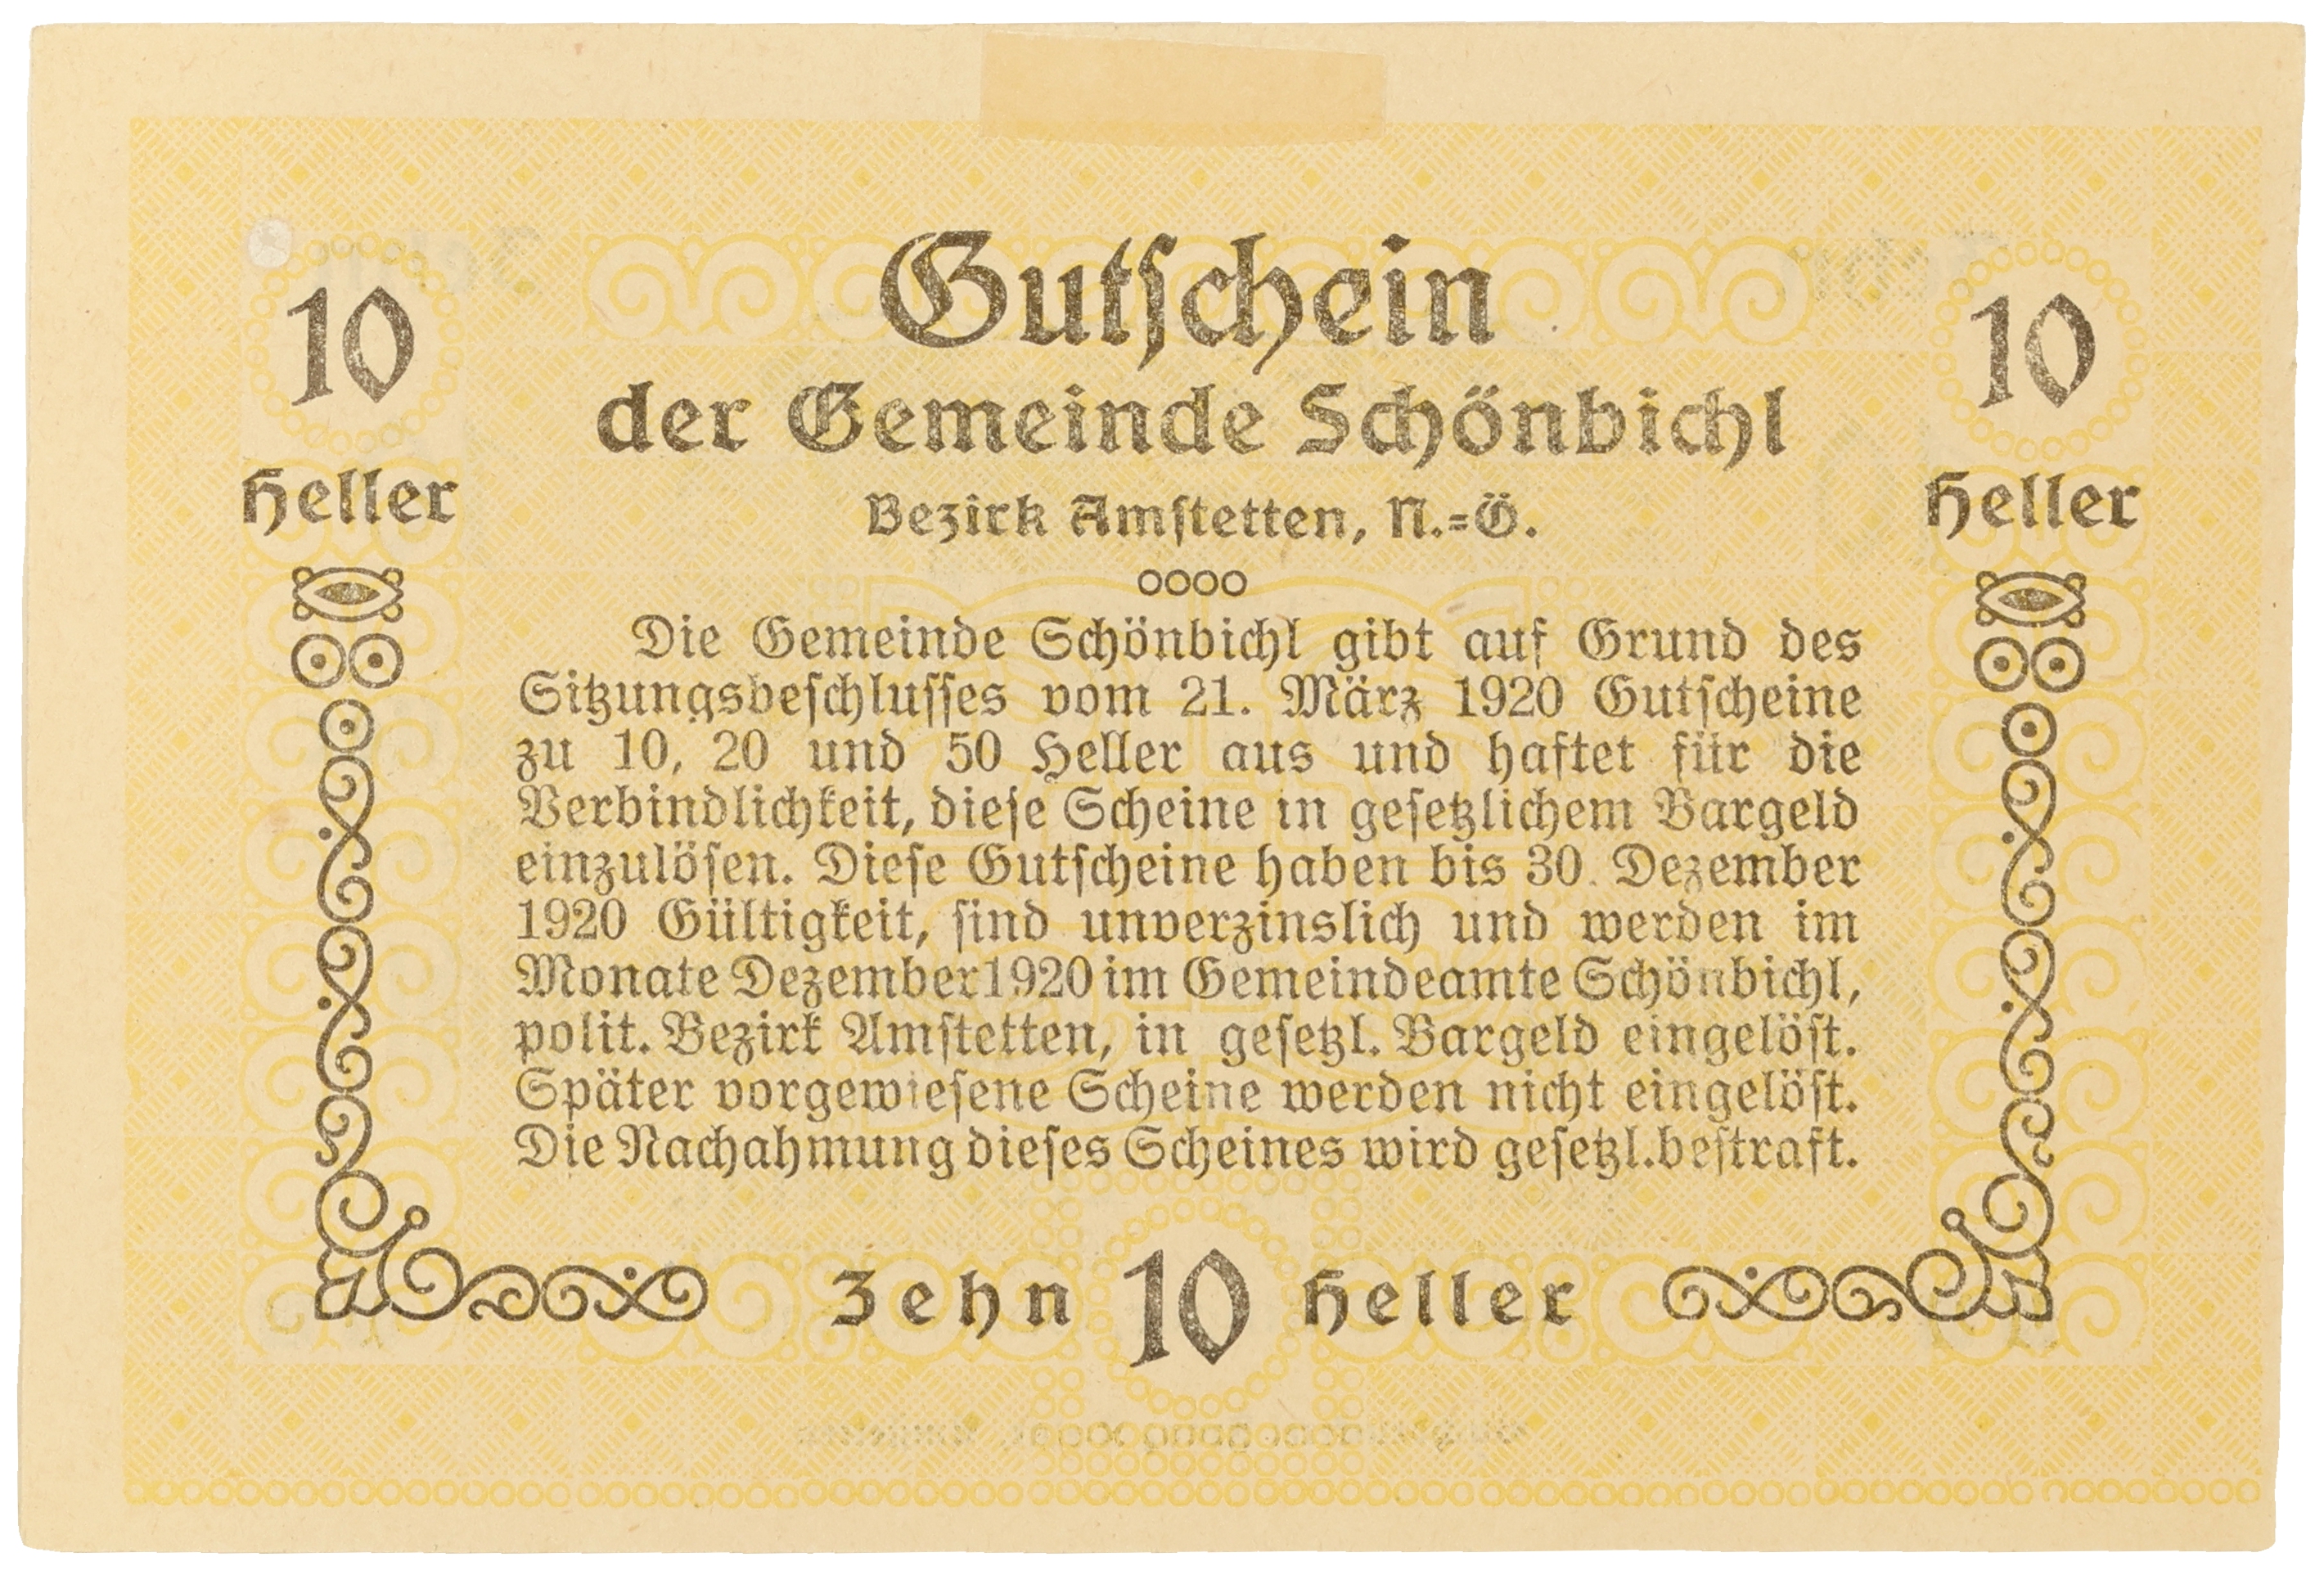 Gutschein
10
10
der Gemeinde Schönbichl
Heller
Heller
Bezirk Amstetten, N.=Ö.
Die Gemeinde Schönbichl gibt auf Grund des
Sitzungsbeschlusses vom 21. März 1920 Gutscheine
zu 10, 20 und 50 Heller aus und haftet für die
Verbindlichkeit, diese Scheine in gesetzlichem Bargeld
einzulösen. Diese Gutscheine haben bis 30. Dezember
1920 Gültigkeit, sind unverzinslich und werden im
Monate Dezember 1920 im Gemeindeamte Schönbichl,
polit. Bezirk Amstetten, in gesetzl. Bargeld eingelöst.
Später vorgewiesene Scheine werden nicht eingelöst.
Die Nachahmung dieses Scheines wird gesetzl. bestraft.
Zehn 10 Heller